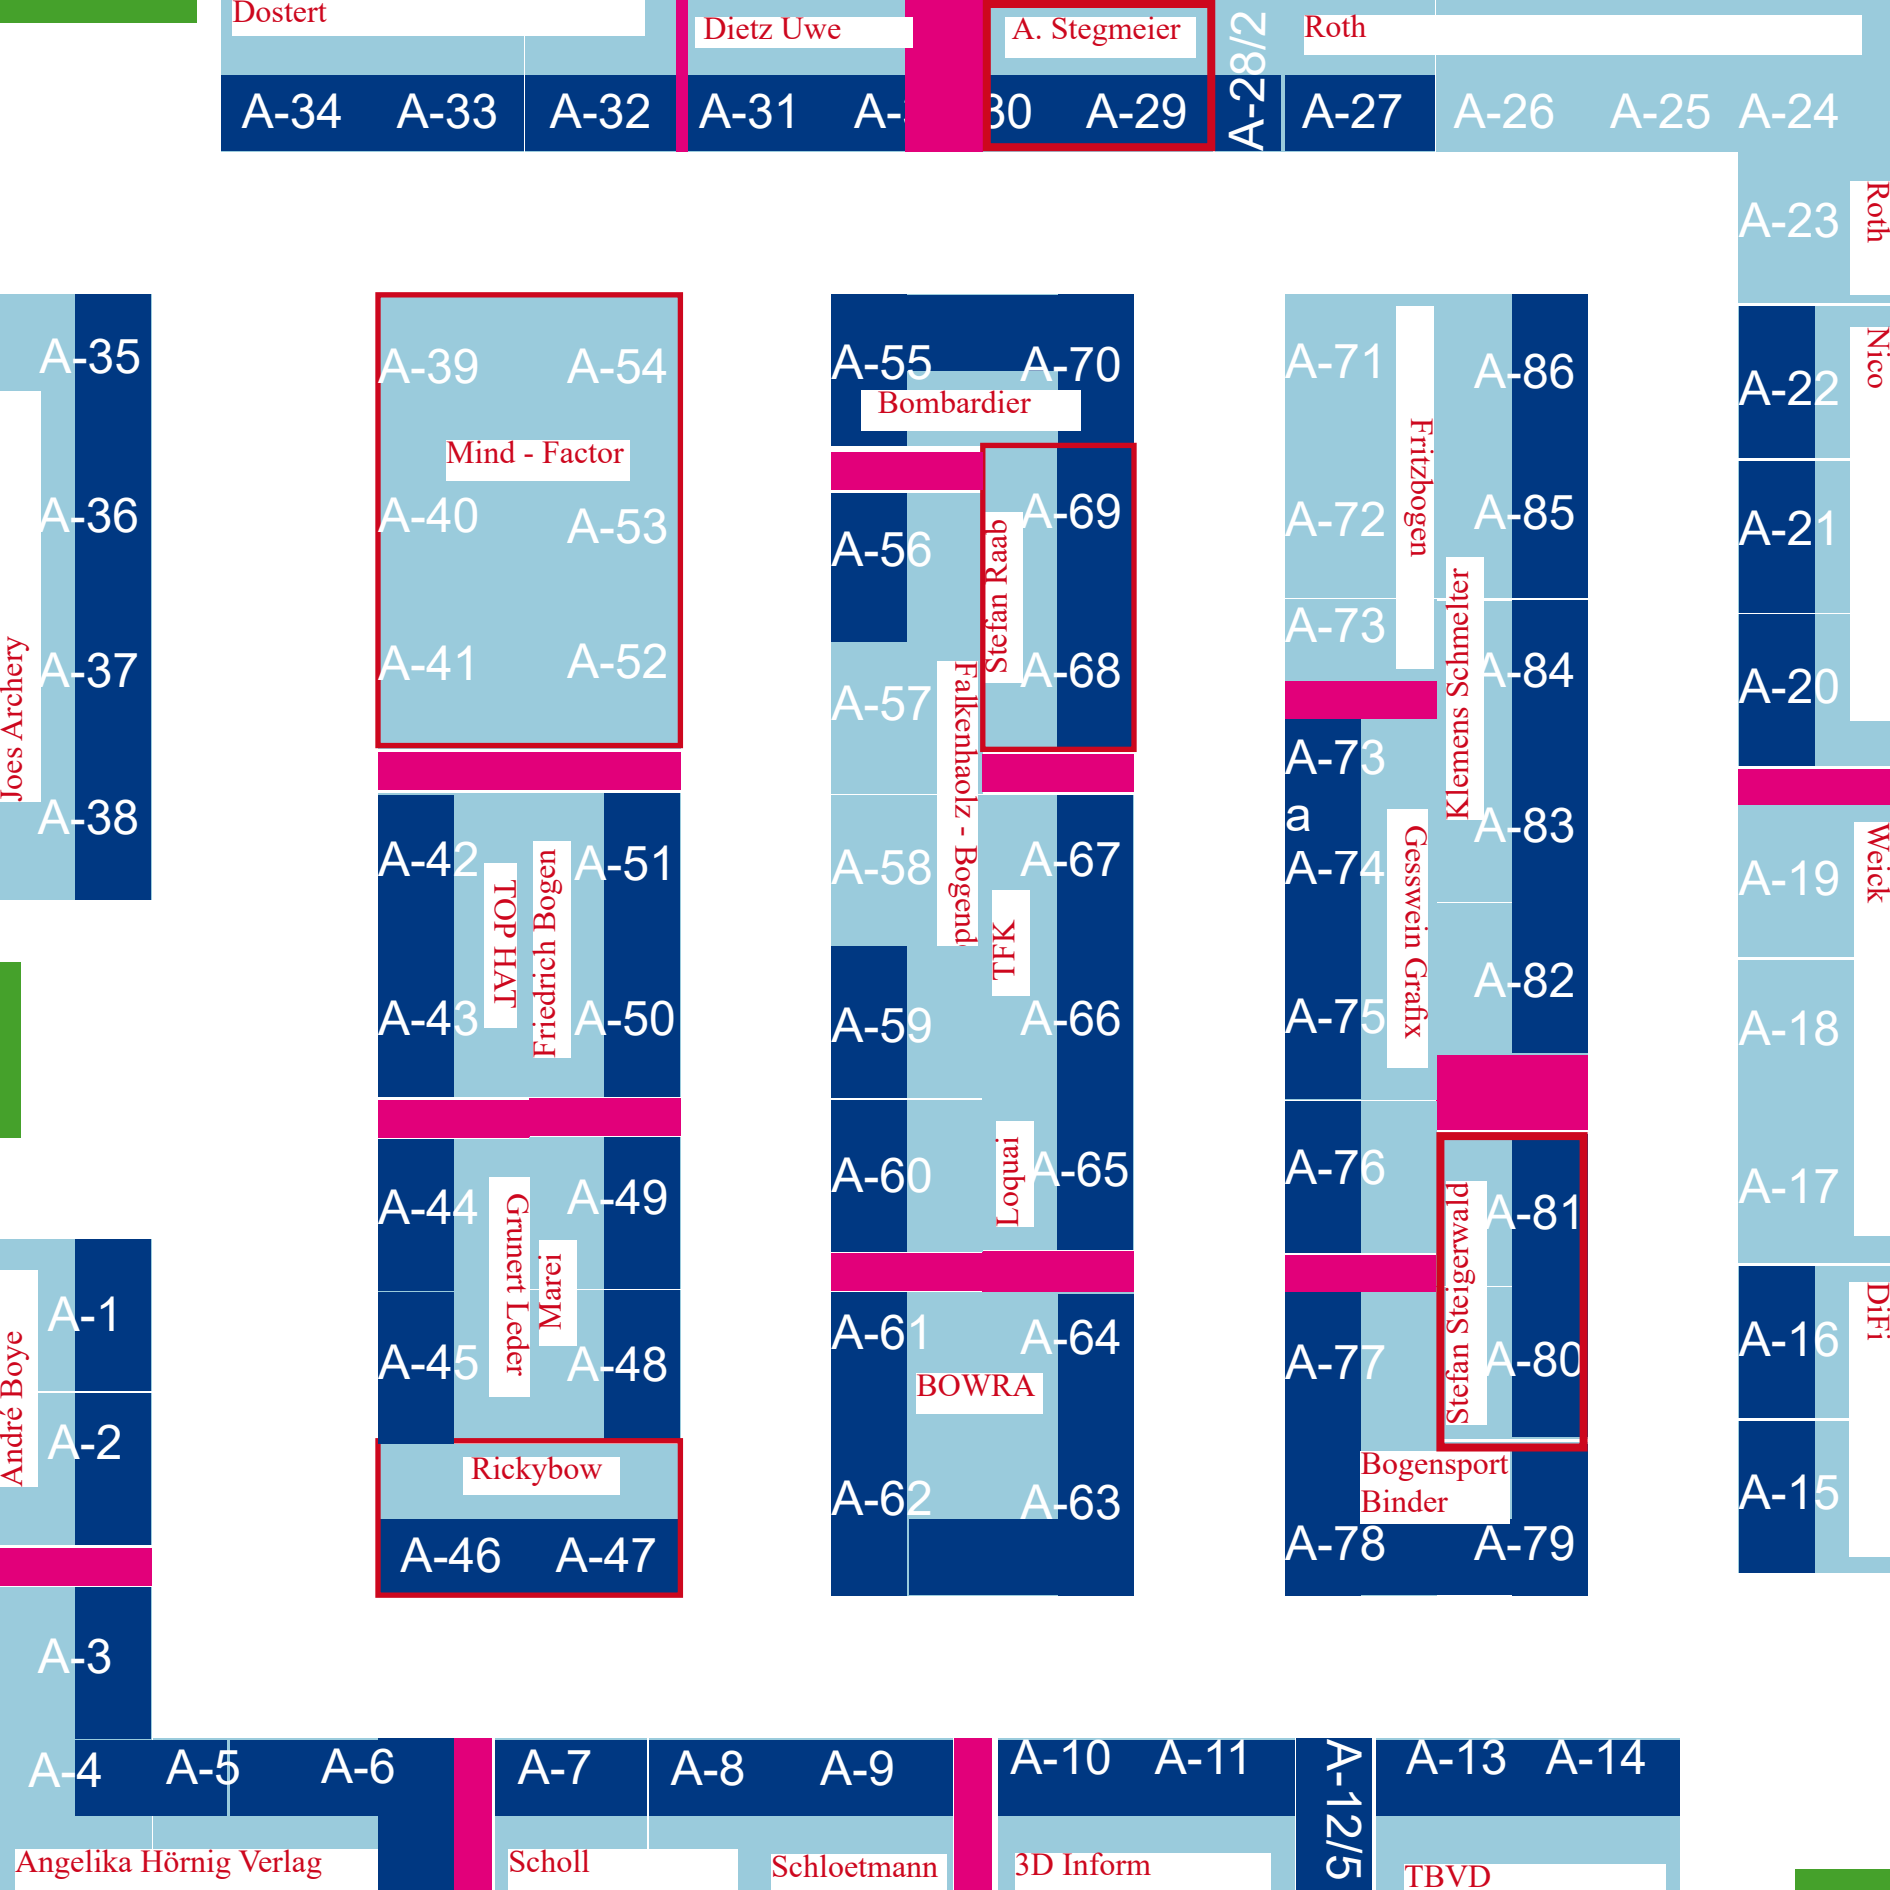 Dostert
Dietz Uwe
A. Stegmeier
A-28/2
Roth
A-34
A-33
A-32
A-31
A-
30
A-29
A-27
A-26
A-25
A-24
A-23
Roth
A-35
A-36
A-37
A-38
Joes Archery
A-39
A-54
Mind - Factor
A-40
A-53
A-41
A-52
A-42
A-51
TOP HAT
Friedrich Bogen
A-43
A-50
A-44
A-49
Grunert Leder
Marei
A-45
A-48
Rickybow
A-46
A-47
A-55
A-70
Bombardier
A-56
A-69
Stefan Raab
A-57
A-68
Falkenhaolz - Bogend
A-58
A-67
TFK
A-59
A-66
A-60
Loquai
A-65
A-61
A-64
BOWRA
A-62
A-63
A-71
A-86
Fritzbogen
A-72
A-85
A-73
Klemens Schmelter
A-84
A-73
a
A-74
A-83
Gesswein Grafix
A-75
A-82
A-76
A-81
Stefan Steigerwald
A-77
A-80
Bogensport
Binder
A-78
A-79
Nico
A-22
A-21
A-20
Weick
A-19
A-18
A-17
DiFi
A-16
A-15
A-1
André Boye
A-2
A-3
A-4
A-5
A-6
A-7
A-8
A-9
A-10
A-11
A-12/5
A-13
A-14
Angelika Hörnig Verlag
Scholl
Schloetmann
3D Inform
TBVD